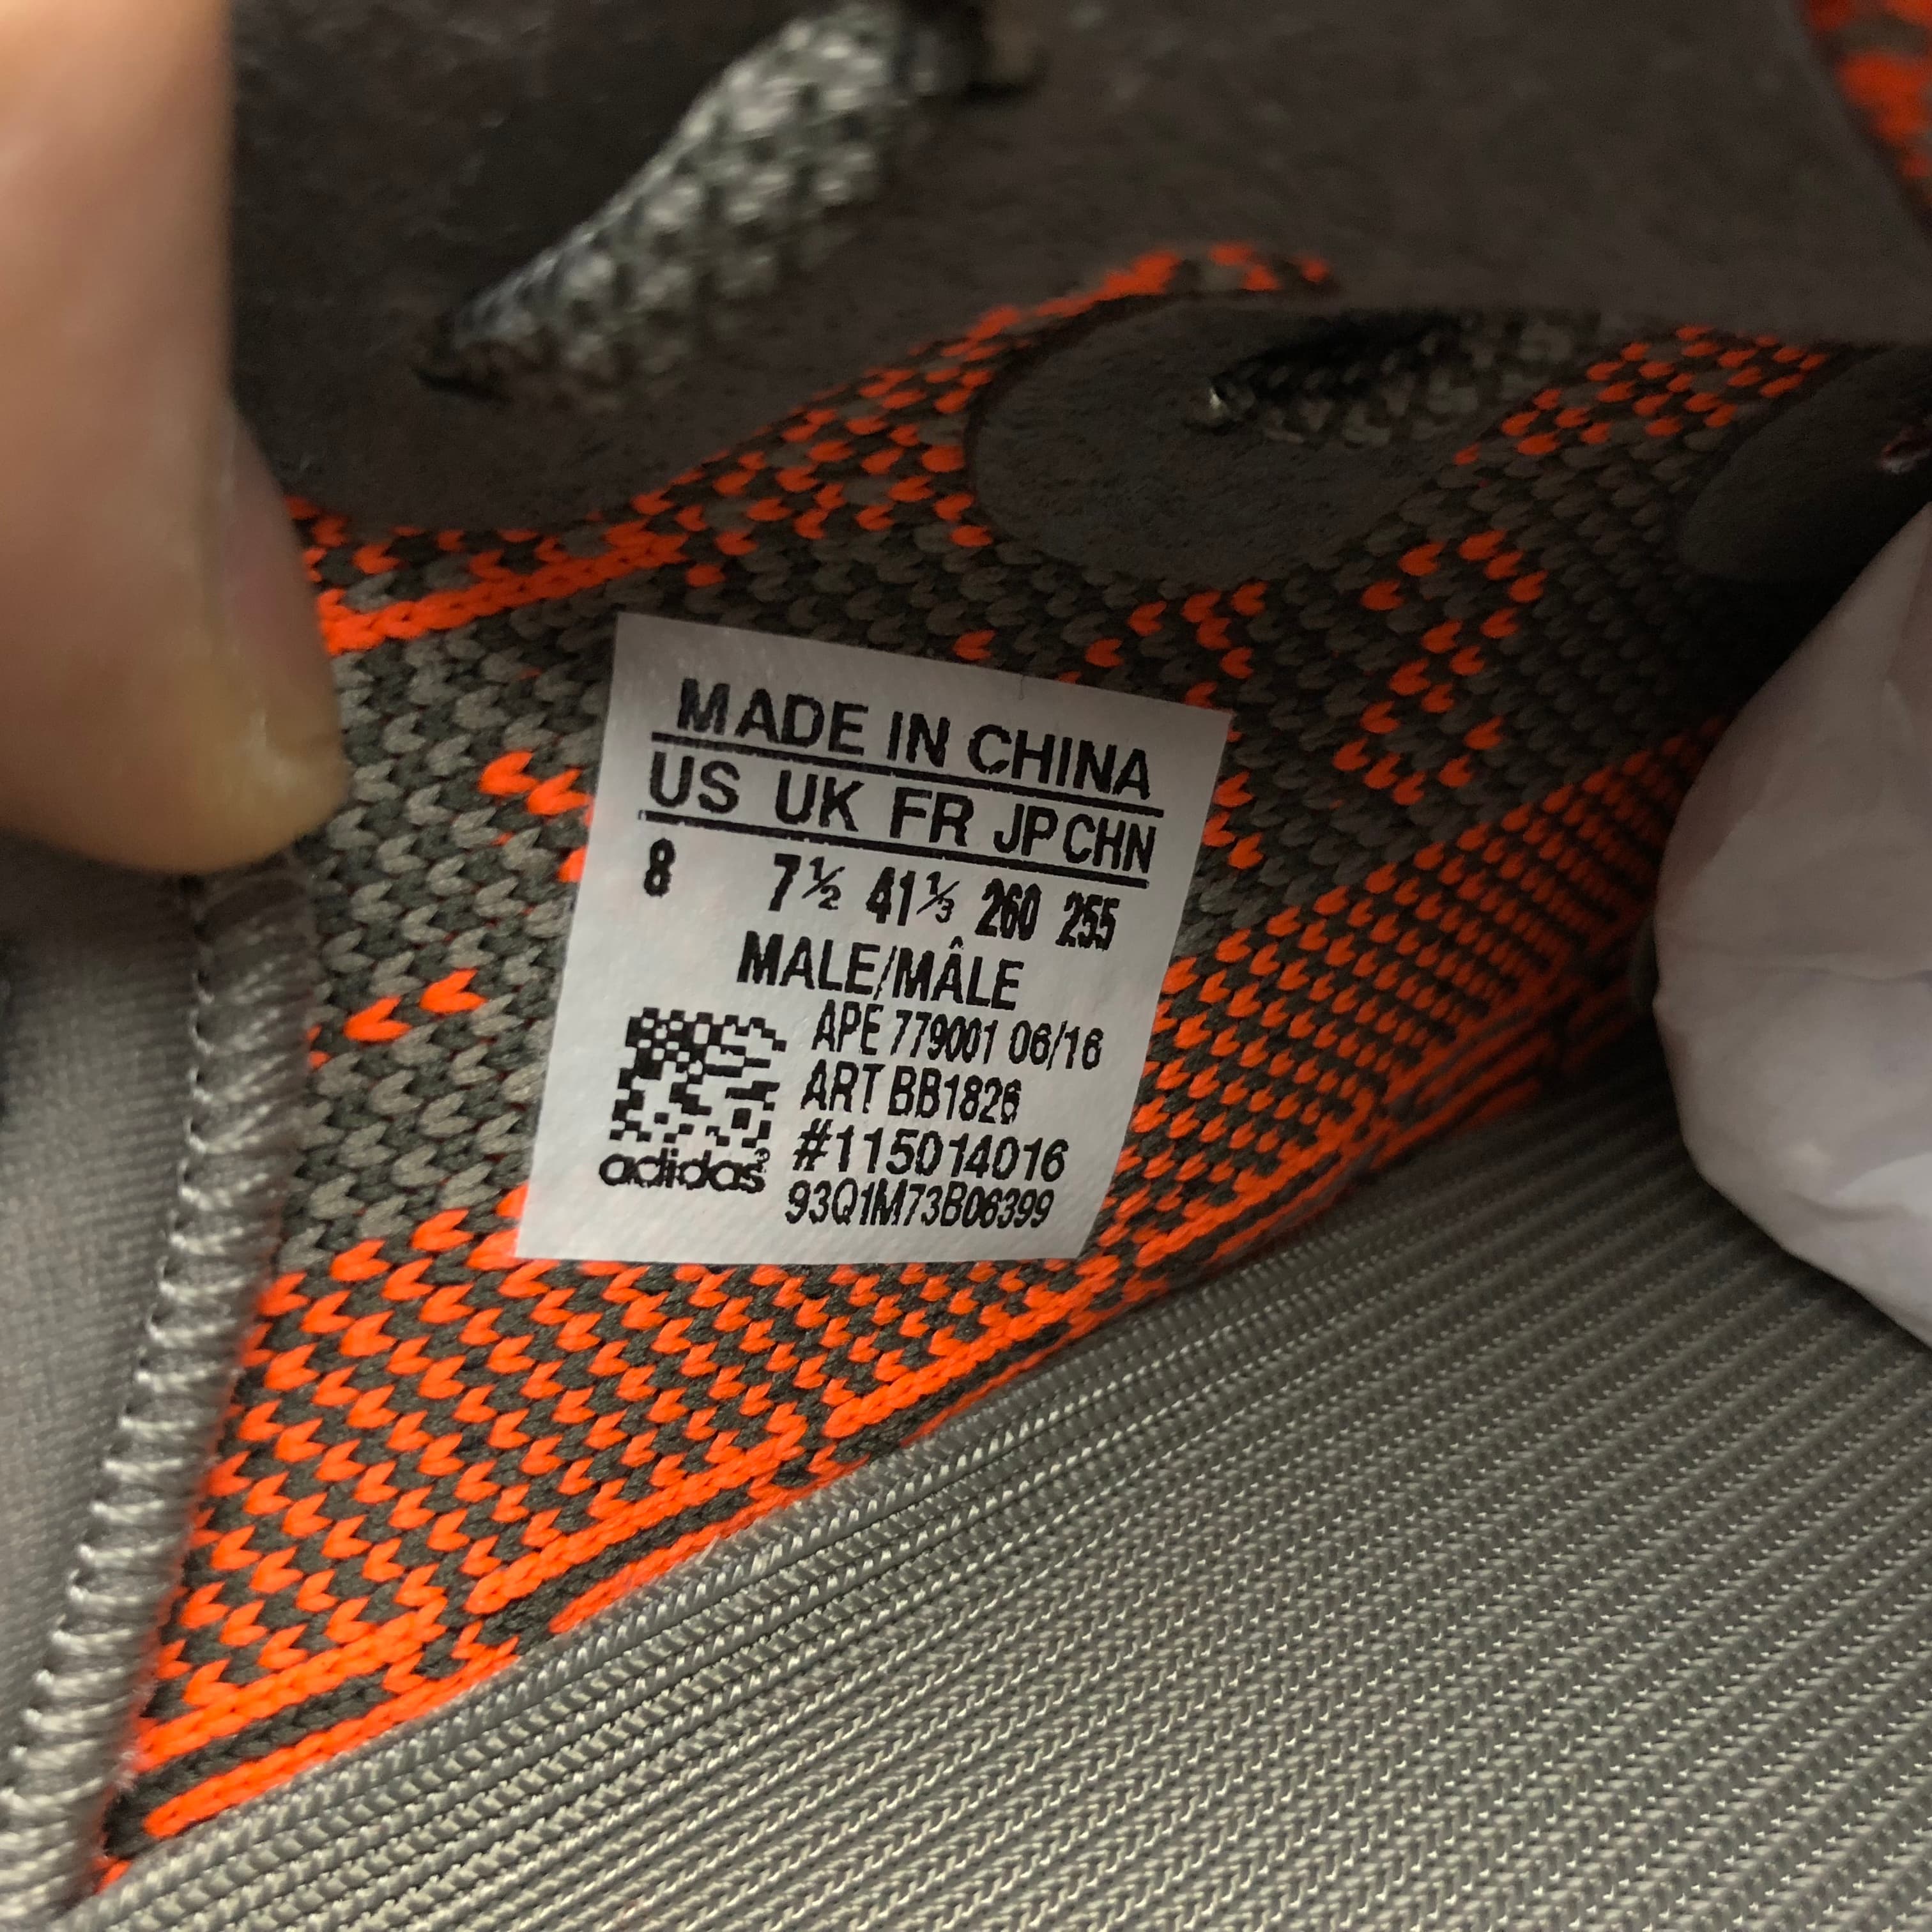 MADE IN CHINA
US UK FR JP CHN
8 7½ 41⅓ 260 255
MALE/MÂLE
APE 779001 06/16
ART BB1826
#115014016
adidas®
93Q1M73B06399